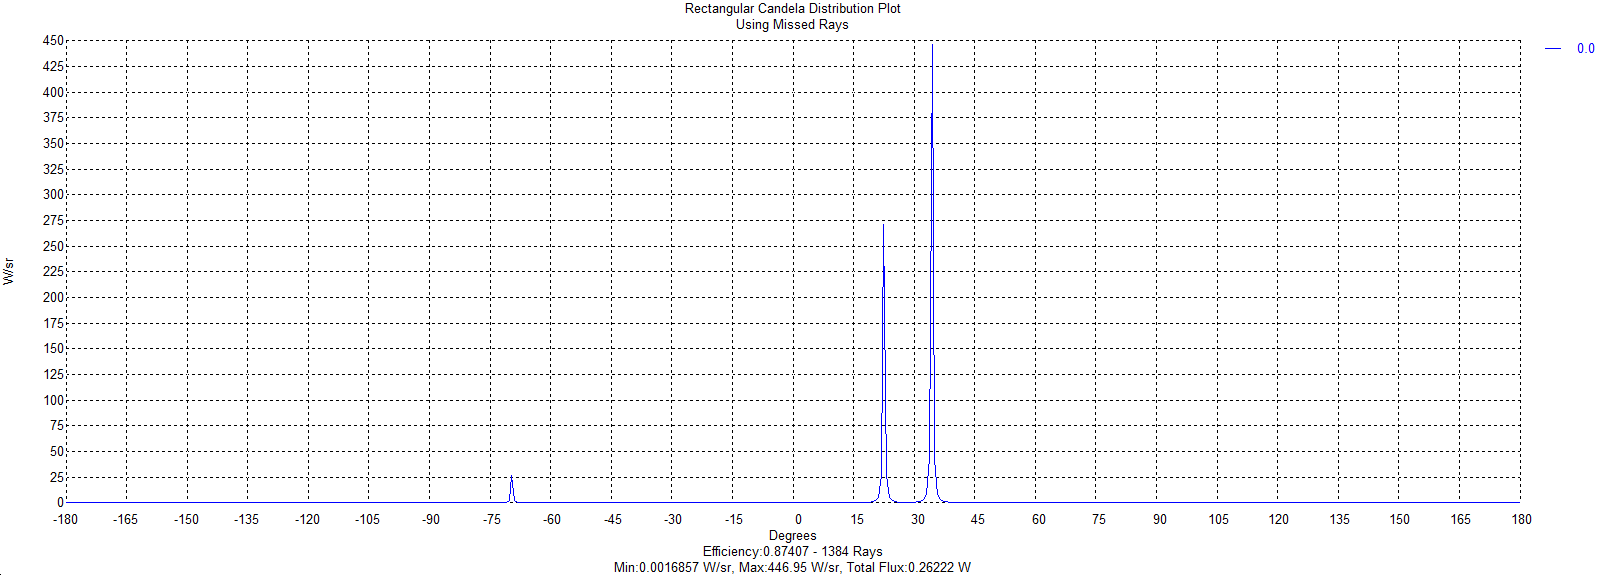 Rectangular Candela Distribution Plot
Using Missed Rays
0.0
W/sr
450
425
400
375
350
325
300
275
250
225
200
175
150
125
100
75
50
25
0
-180 -165 -150 -135 -120 -105 -90 -75 -60 -45 -30 -15 0 15 30 45 60 75 90 105 120 135 150 165 180
Degrees
Efficiency:0.87407 - 1384 Rays
Min:0.0016857 W/sr, Max:446.95 W/sr, Total Flux:0.26222 W